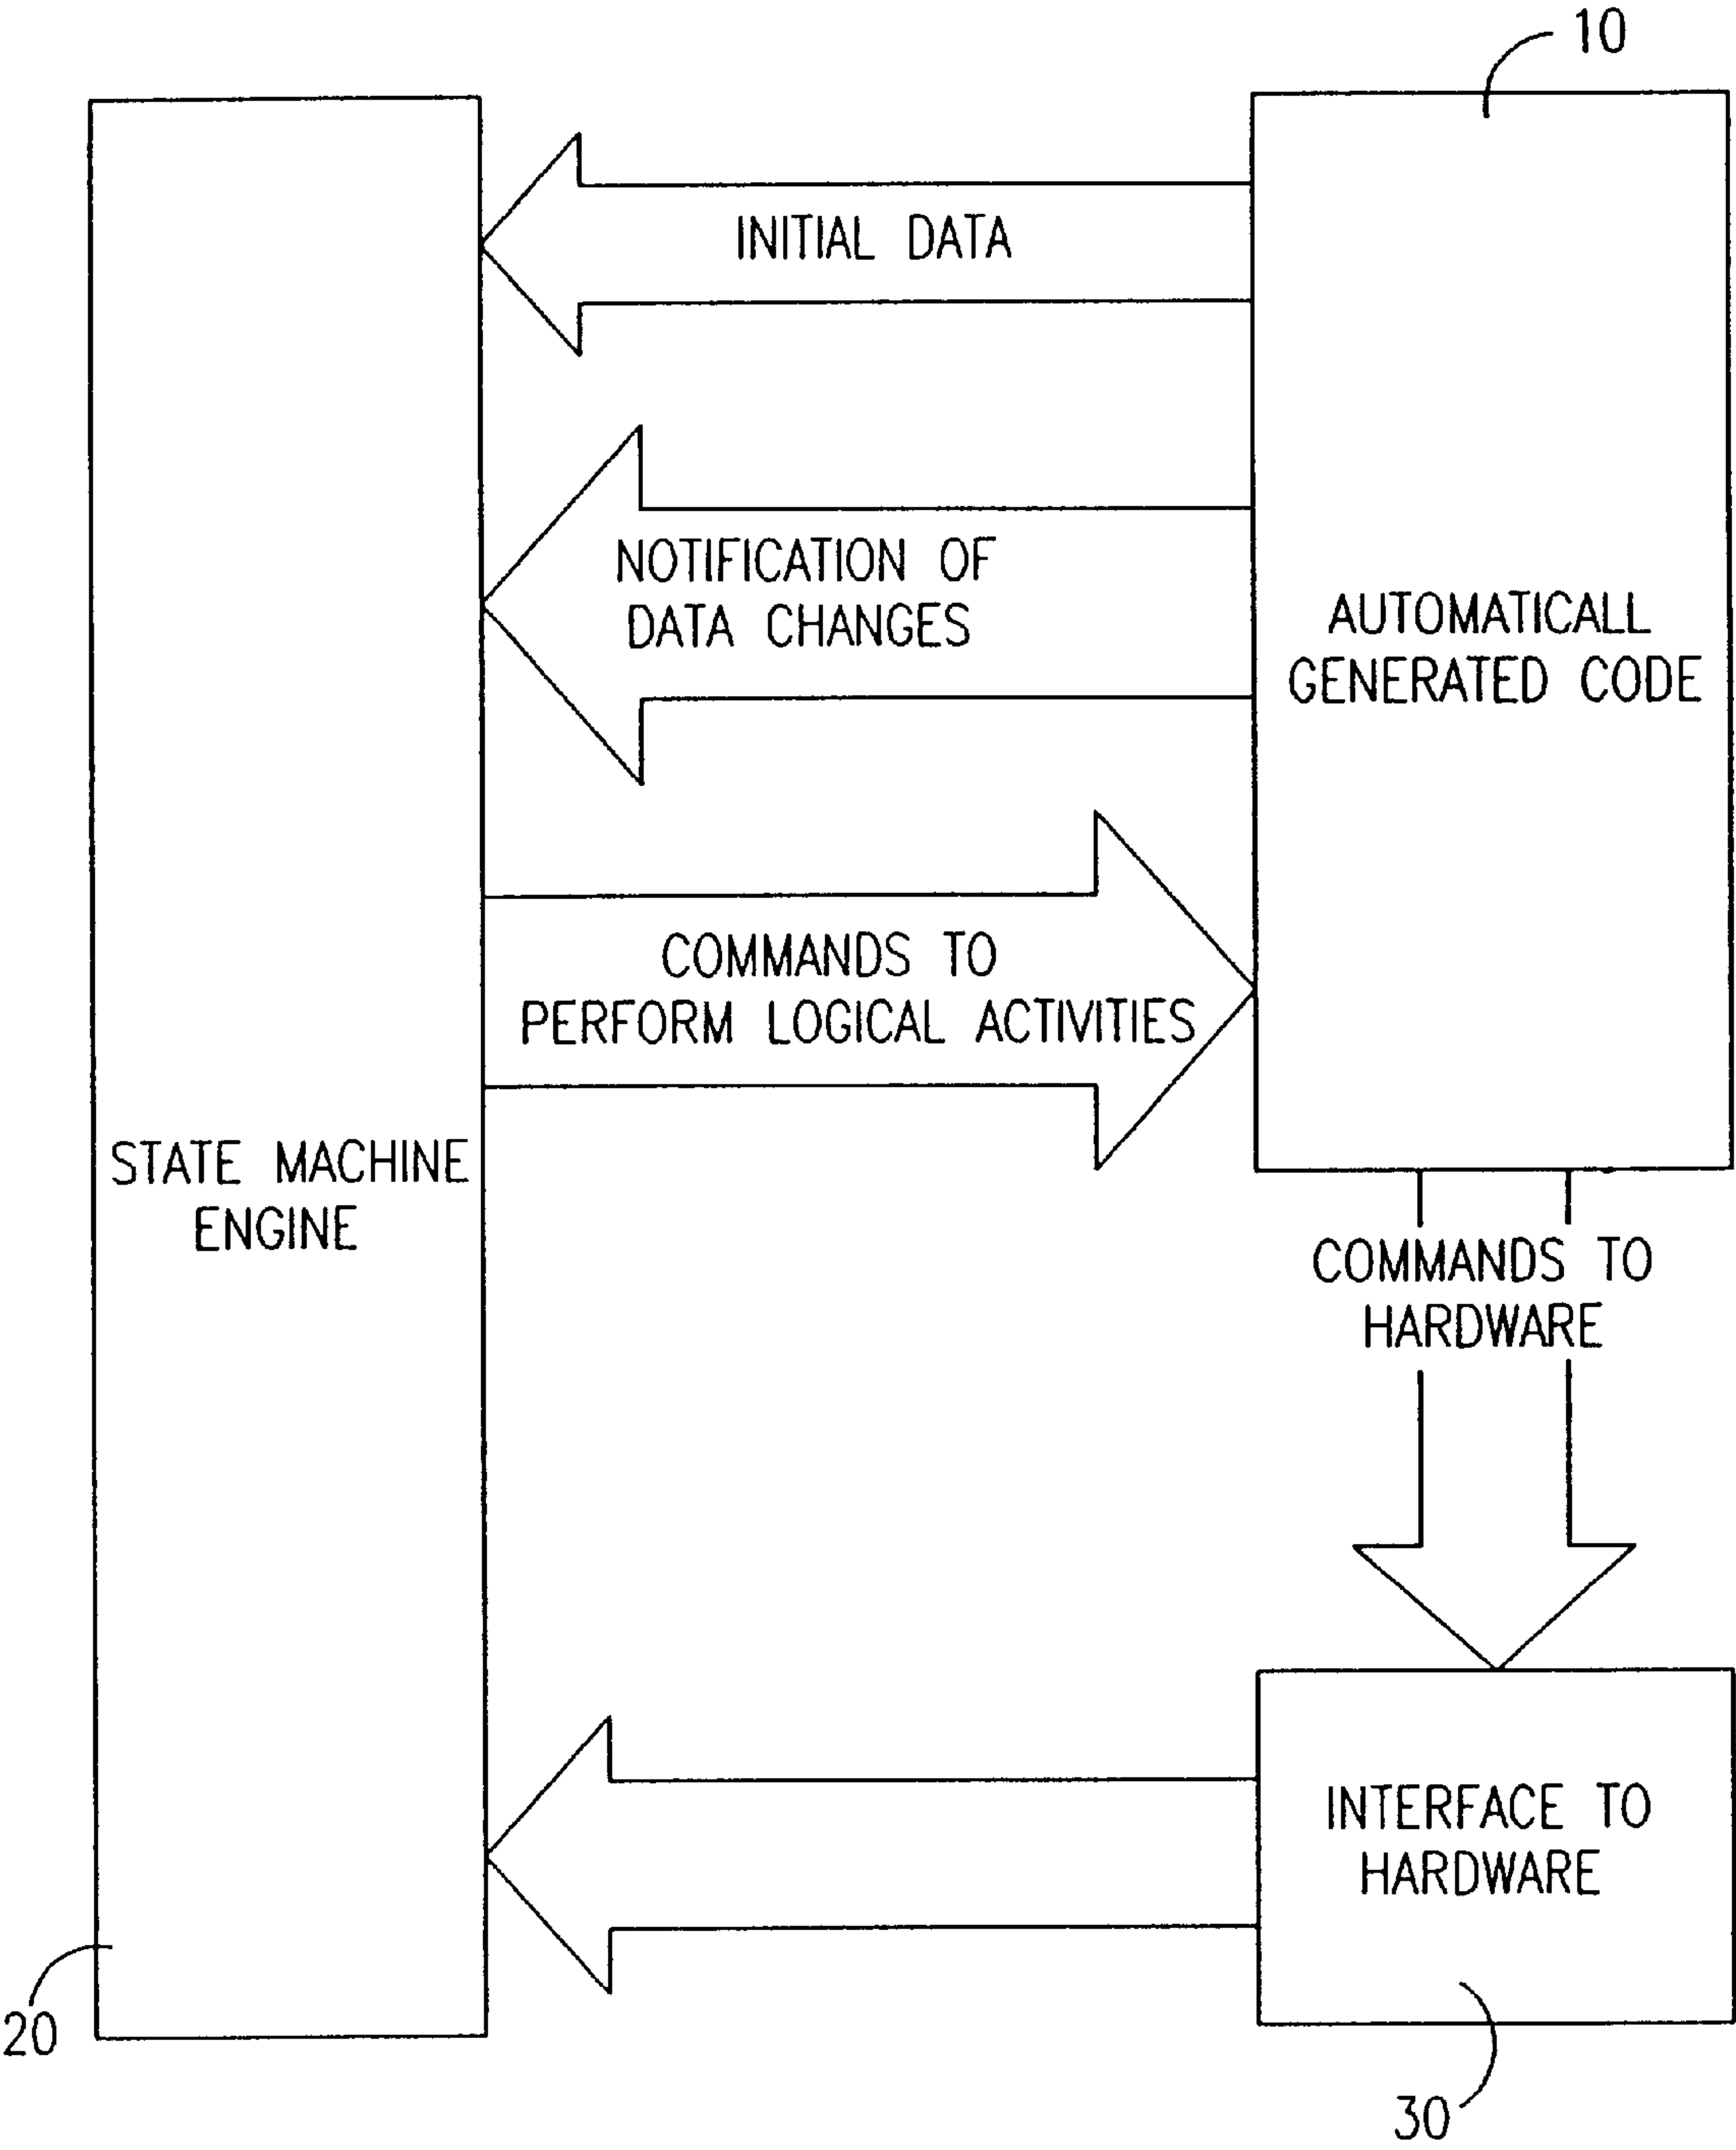 10
INITIAL DATA
NOTIFICATION OF
DATA CHANGES
AUTOMATICALL
GENERATED CODE
COMMANDS TO
PERFORM LOGICAL ACTIVITIES
STATE MACHINE
ENGINE
COMMANDS TO
HARDWARE
INTERFACE TO
HARDWARE
20
30